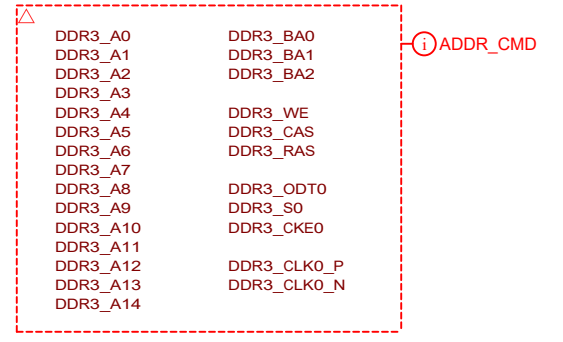 DDR3_A0 DDR3_BA0
DDR3_A1 DDR3_BA1
DDR3_A2 DDR3_BA2
DDR3_A3
DDR3_A4 DDR3_WE
DDR3_A5 DDR3_CAS
DDR3_A6 DDR3_RAS
DDR3_A7
DDR3_A8 DDR3_ODT0
DDR3_A9 DDR3_S0
DDR3_A10 DDR3_CKE0
DDR3_A11
DDR3_A12 DDR3_CLK0_P
DDR3_A13 DDR3_CLK0_N
DDR3_A14
i ADDR_CMD